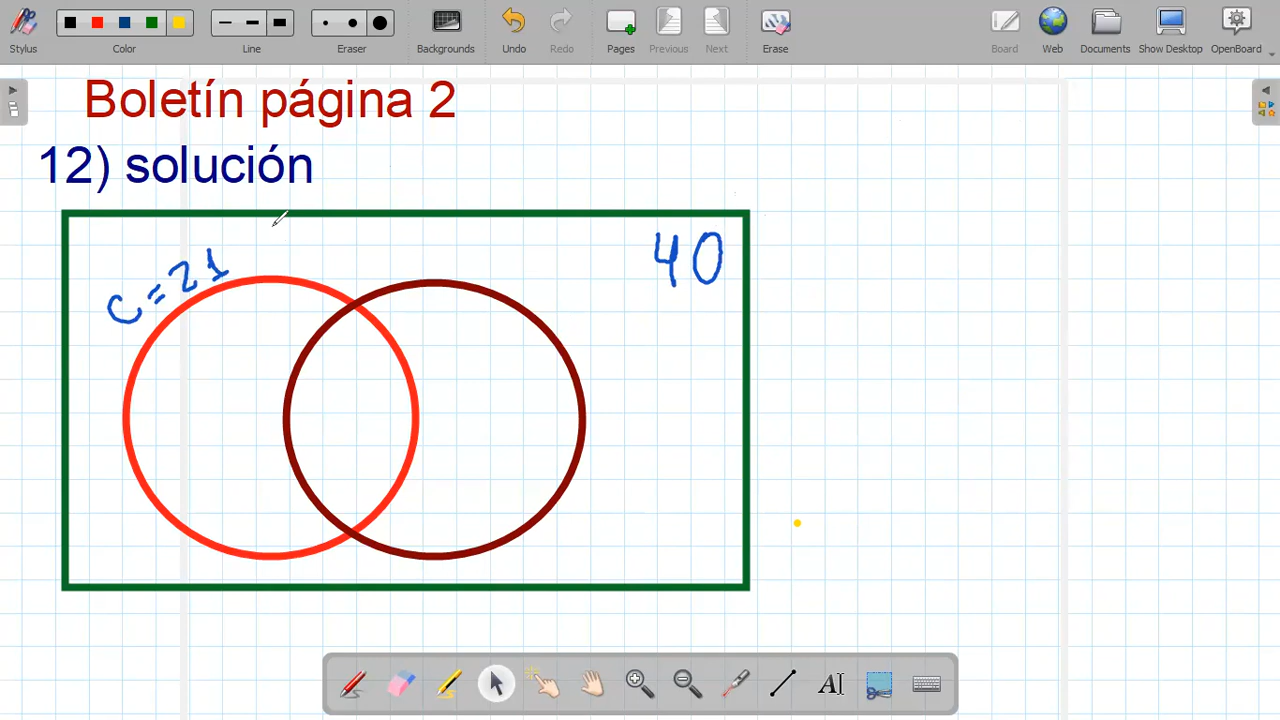 Stylus Color Line Eraser Backgrounds Undo Redo Pages Previous Next Erase Board Web Documents Show Desktop OpenBoard
Boletín página 2
12) solución
C = 21
40
AI